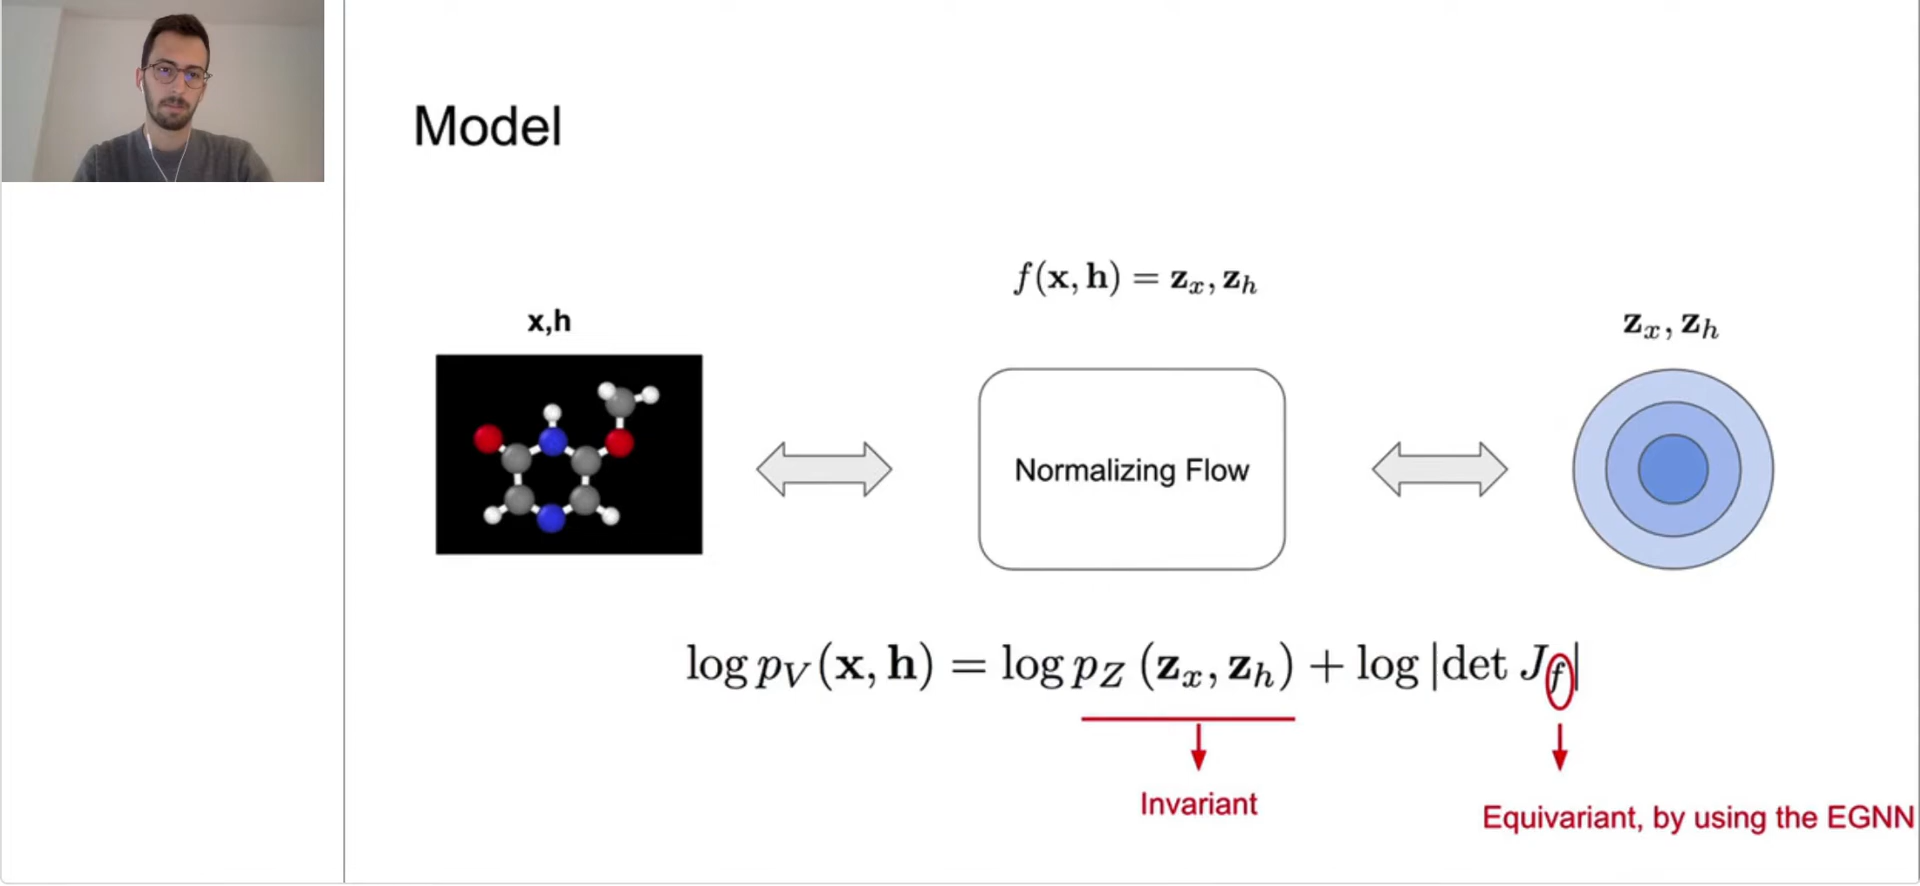 Model
f(x, h) = z_x, z_h
x,h
z_x, z_h
Normalizing Flow
log p_V(x, h) = log p_Z (z_x, z_h) + log |det J_f|
Invariant
Equivariant, by using the EGNN